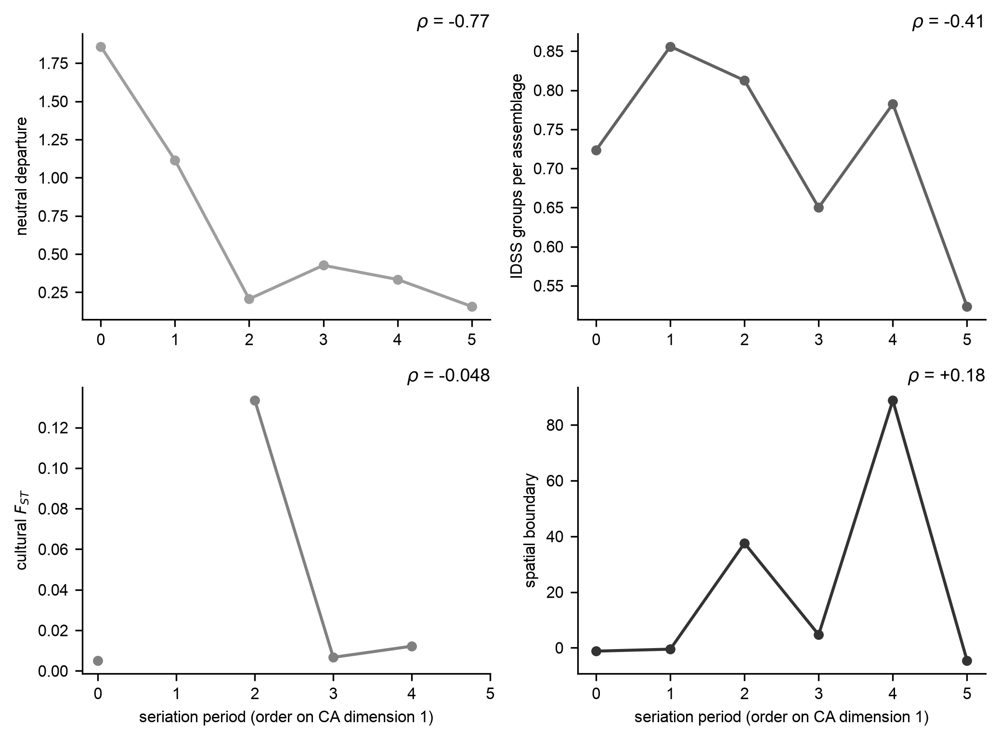 ρ = -0.77
neutral departure
1.75
1.50
1.25
1.00
0.75
0.50
0.25
0 1 2 3 4 5
ρ = -0.41
IDSS groups per assemblage
0.85
0.80
0.75
0.70
0.65
0.60
0.55
0 1 2 3 4 5
ρ = -0.048
cultural F_ST
0.12
0.10
0.08
0.06
0.04
0.02
0.00
0 1 2 3 4 5
seriation period (order on CA dimension 1)
ρ = +0.18
spatial boundary
80
60
40
20
0
0 1 2 3 4 5
seriation period (order on CA dimension 1)